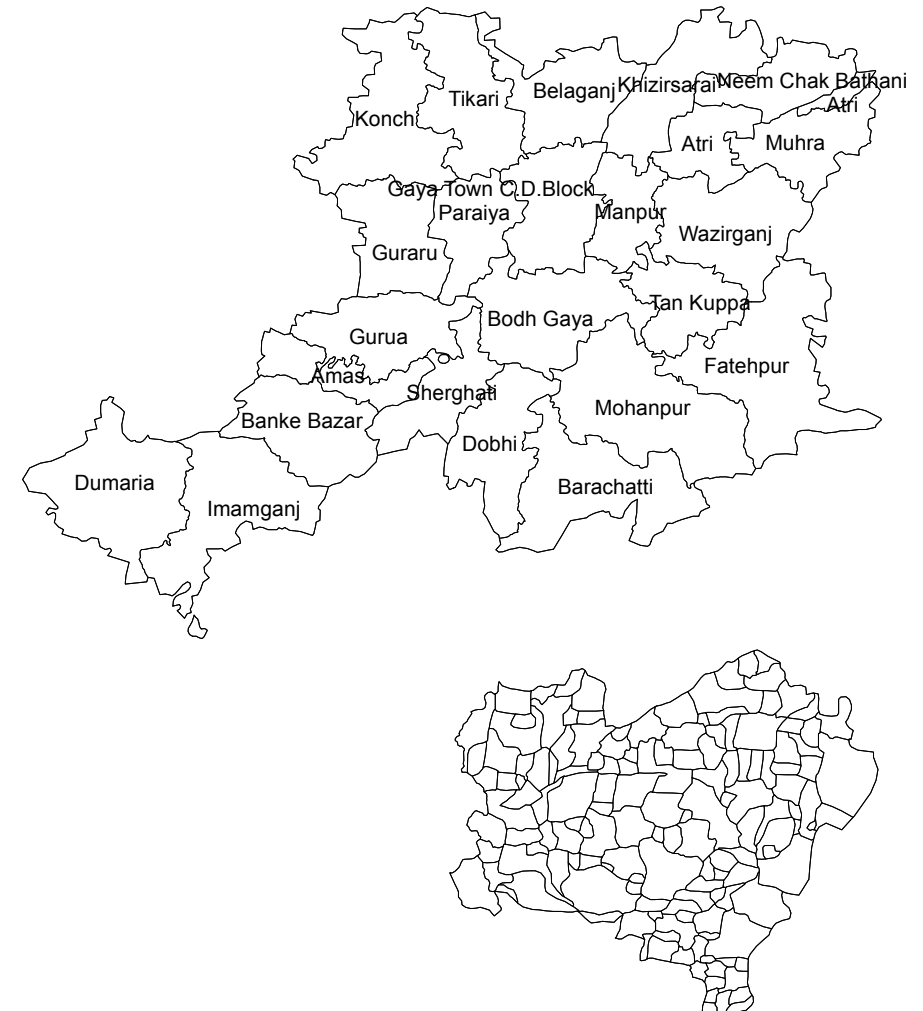 Tikari
Belaganj
Khizirsarai
Neem Chak Bathani
Atri
Konch
Atri
Muhra
Gaya Town C.D.Block
Paraiya
Manpur
Wazirganj
Guraru
Tan Kuppa
Bodh Gaya
Gurua
Fatehpur
Amas
Sherghati
Mohanpur
Banke Bazar
Dobhi
Dumaria
Barachatti
Imamganj